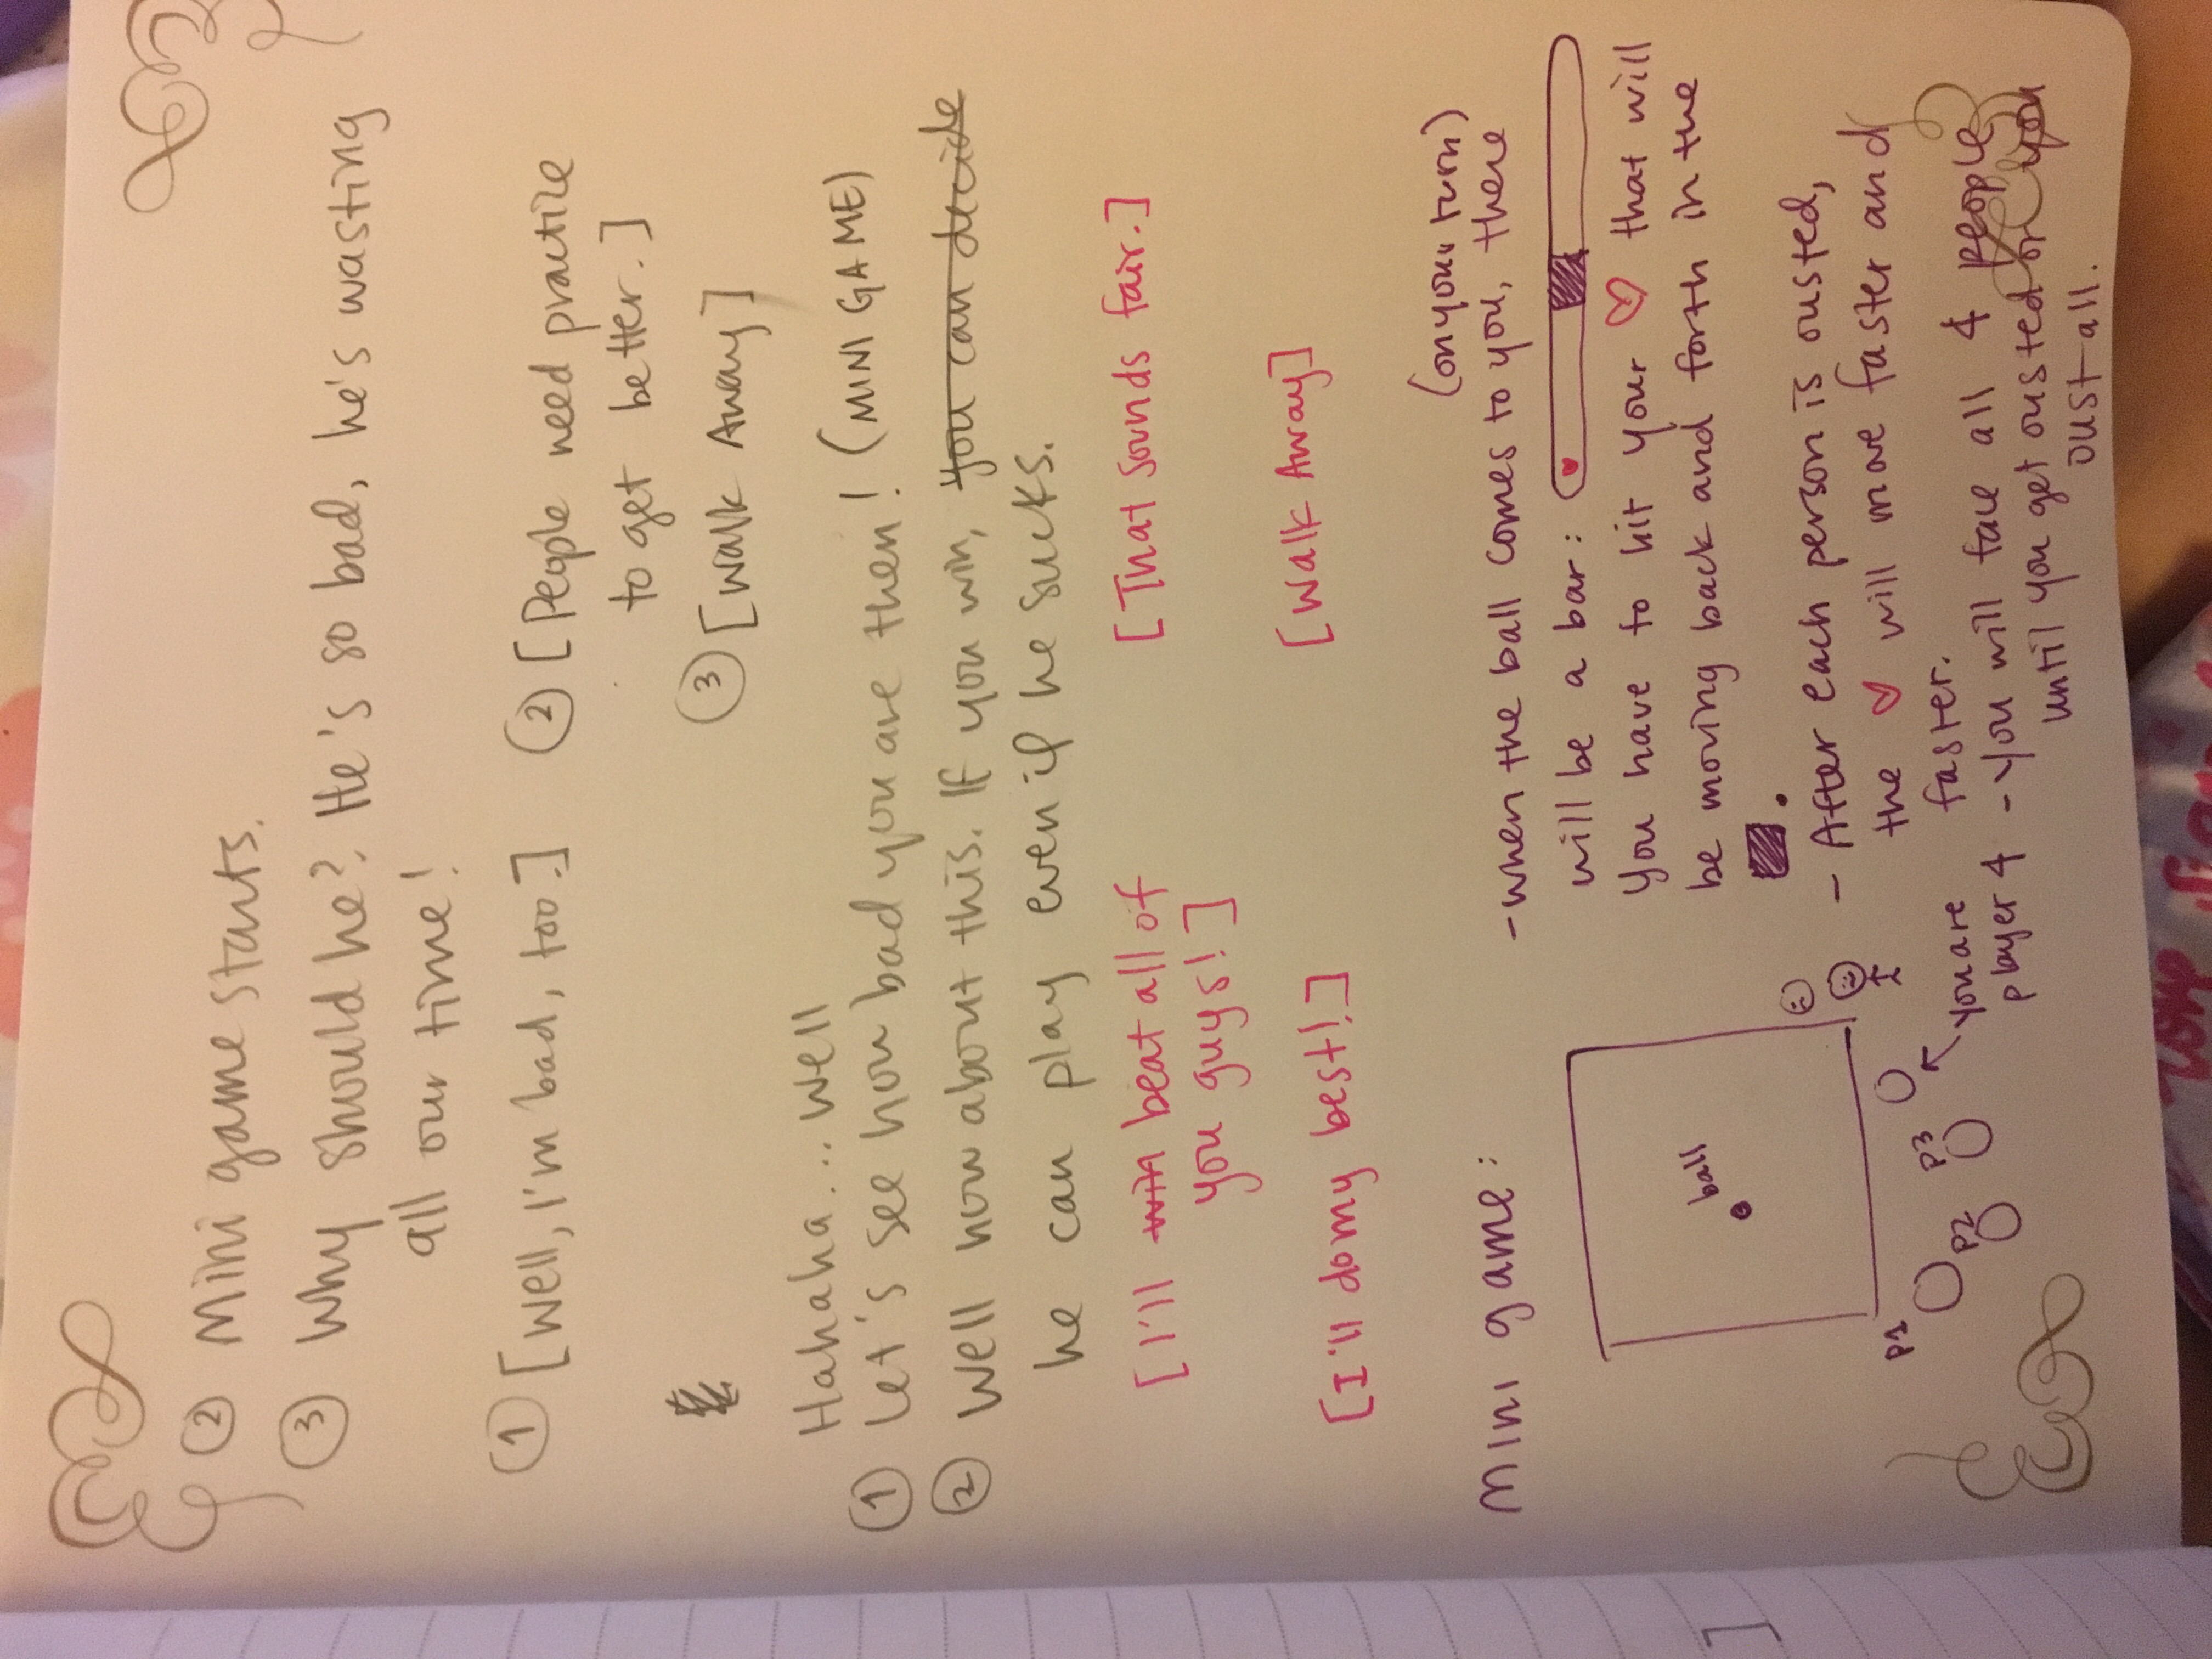 ② Mini game starts.
③ Why should he? He's so bad, he's wasting
all our time!
① [Well, I'm bad, too.]
② [People need practice
to get better.]
③ [Walk Away]
Hahaha... Well
① Let's see how bad you are then! (MINI GAME)
② Well how about this. If you win, you can decide
he can play even if he sucks.
[I'll win beat all of
you guys!]
[That sounds fair.]
[I'll do my best!]
[Walk Away]
Mini game:
(on your turn)
- when the ball comes to you, there
will be a bar:
You have to hit your ♡ that will
be moving back and forth in the
.
ball
- After each person is ousted,
the ♡ will move faster and
faster.
P1
P2
P3
You are
player 4
- You will face all 4 people
until you get ousted or you
oust all.
]